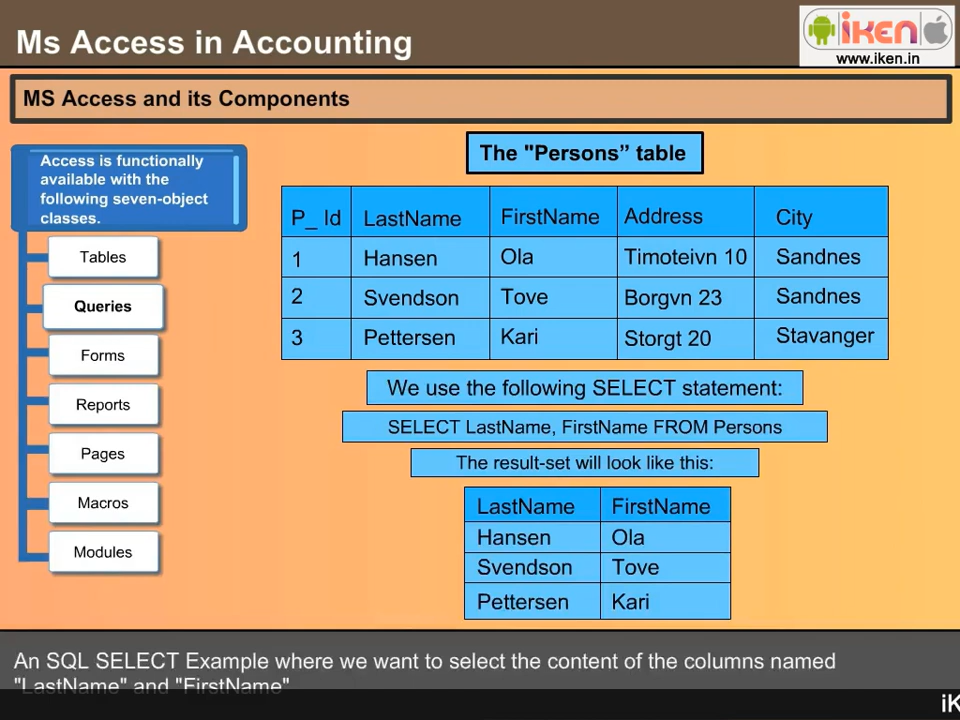 Ms Access in Accounting
iKEN
www.iken.in
MS Access and its Components
Access is functionally
available with the
following seven-object
classes.
Tables
Queries
Forms
Reports
Pages
Macros
Modules
The "Persons” table
P_ Id LastName FirstName Address City
1 Hansen Ola Timoteivn 10 Sandnes
2 Svendson Tove Borgvn 23 Sandnes
3 Pettersen Kari Storgt 20 Stavanger
We use the following SELECT statement:
SELECT LastName, FirstName FROM Persons
The result-set will look like this:
LastName FirstName
Hansen Ola
Svendson Tove
Pettersen Kari
An SQL SELECT Example where we want to select the content of the columns named
"LastName" and "FirstName"
iK